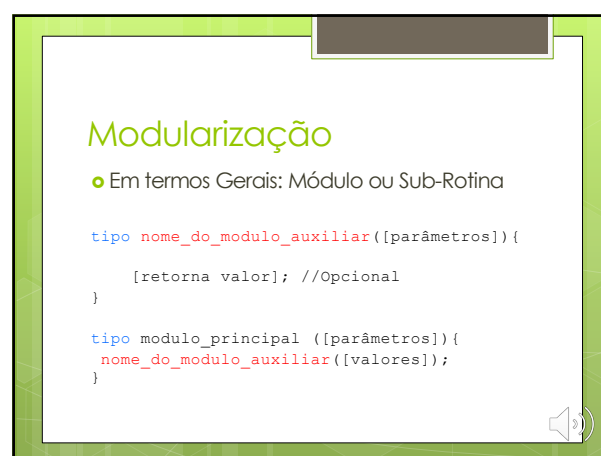 Modularização
Em termos Gerais: Módulo ou Sub-Rotina
tipo nome_do_modulo_auxiliar([parâmetros]){
[retorna valor]; //Opcional
}
tipo modulo_principal ([parâmetros]){
nome_do_modulo_auxiliar([valores]);
}